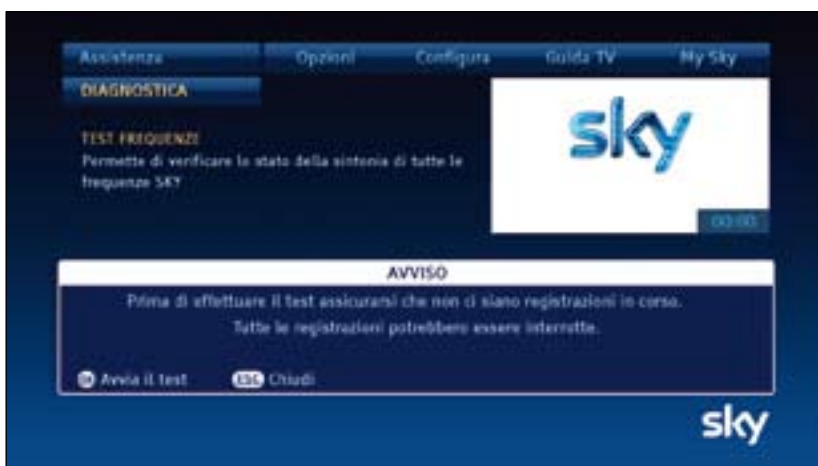 Assistenza Opzioni Configura Guida TV My Sky
DIAGNOSTICA
TEST FREQUENZE
Permette di verificare lo stato della sintonia di tutte le
frequenze SKY
sky
00:00
AVVISO
Prima di effettuare il test assicurarsi che non ci siano registrazioni in corso.
Tutte le registrazioni potrebbero essere interrotte.
OK Avvia il test ESC Chiudi
sky